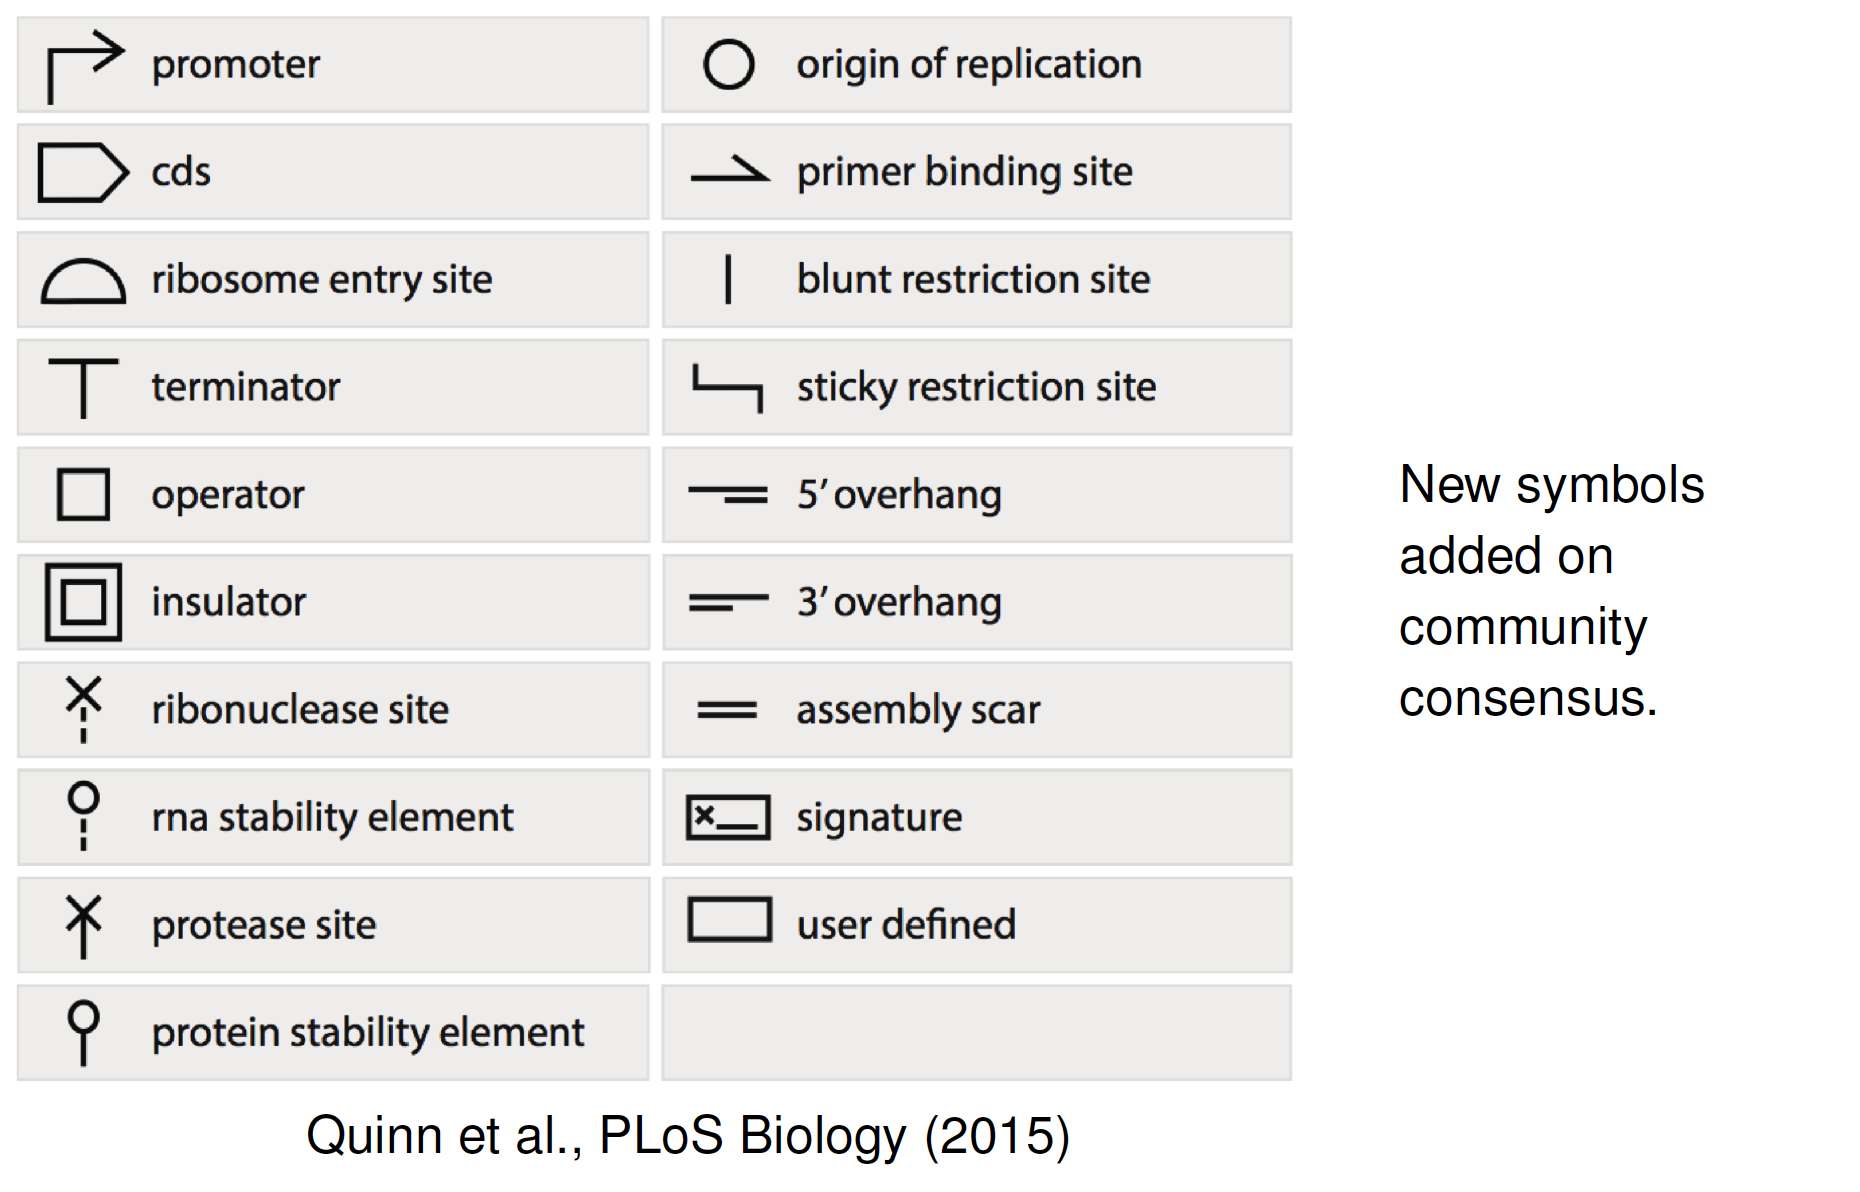 promoter
cds
ribosome entry site
terminator
operator
insulator
ribonuclease site
rna stability element
protease site
protein stability element
origin of replication
primer binding site
blunt restriction site
sticky restriction site
5′ overhang
3′ overhang
assembly scar
signature
user defined
New symbols
added on
community
consensus.
Quinn et al., PLoS Biology (2015)